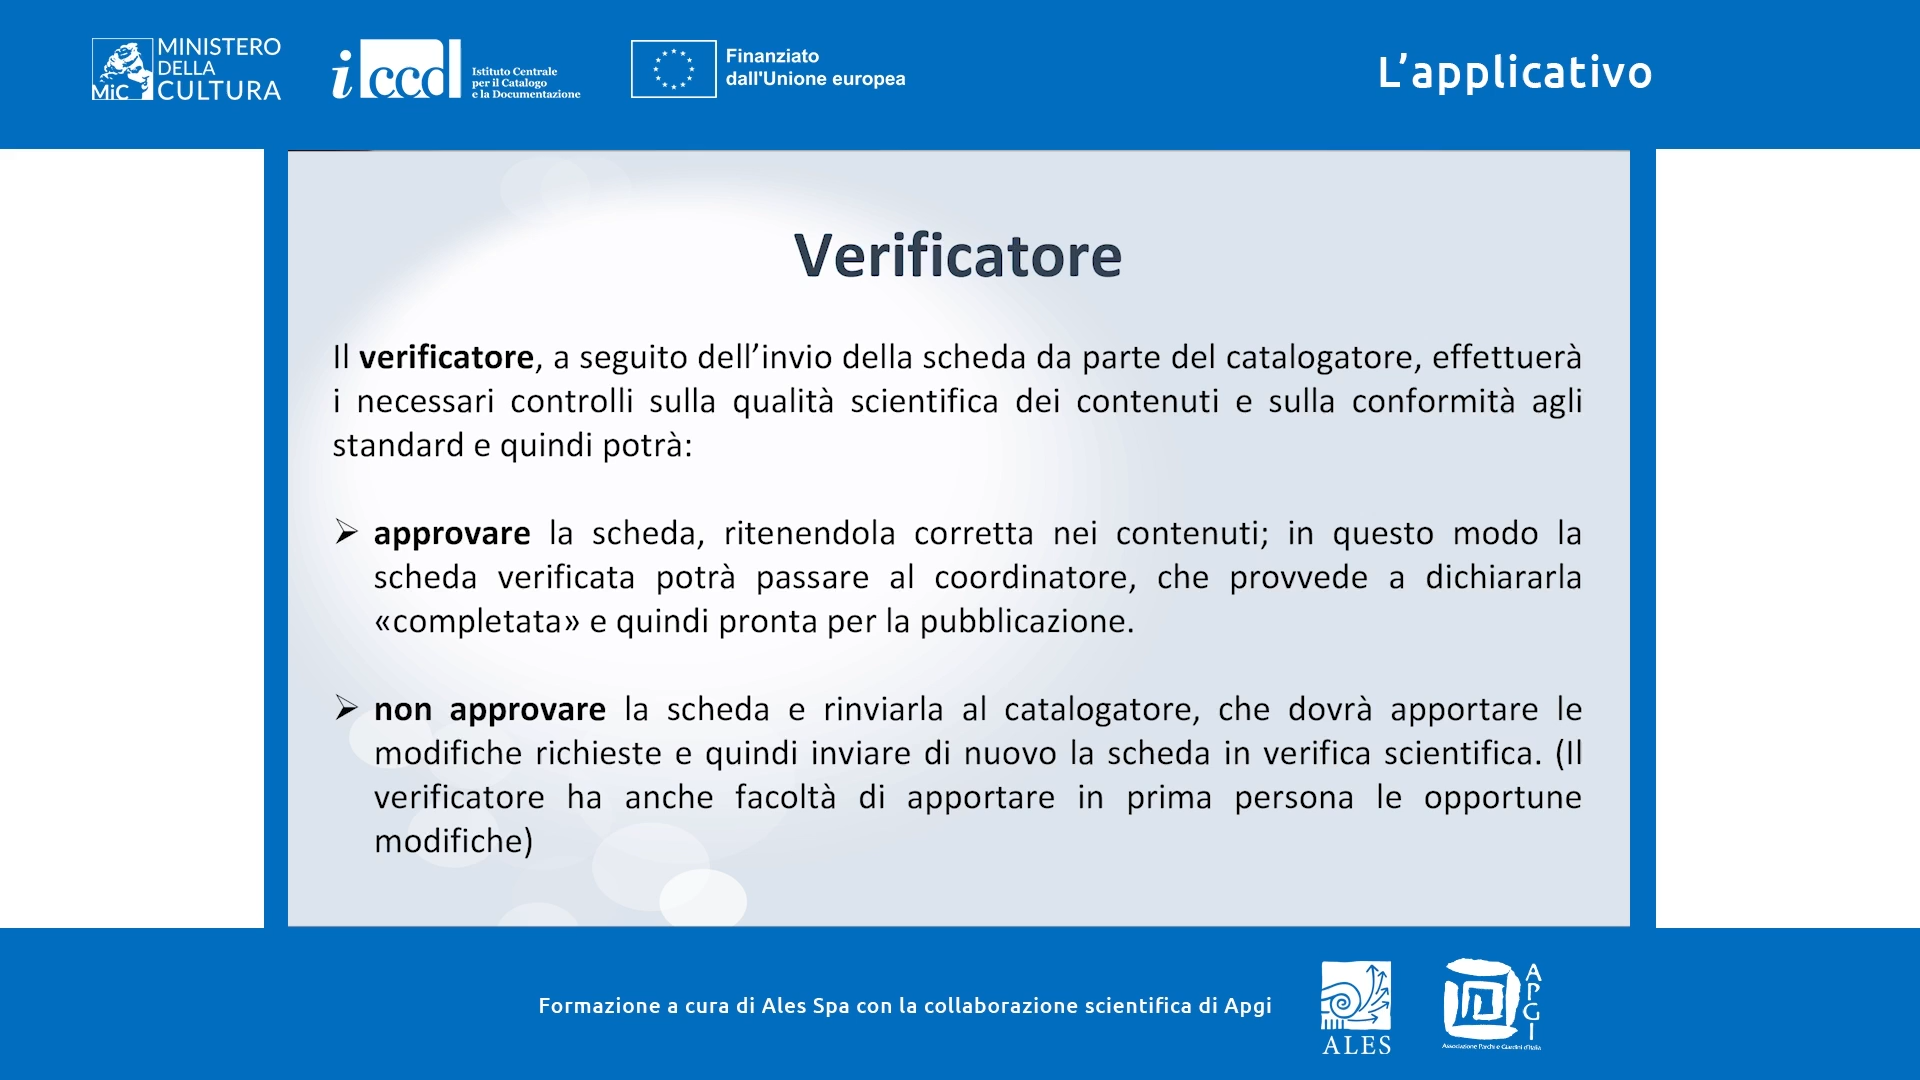 MINISTERO
DELLA
CULTURA
MiC
iccd
Istituto Centrale
per il Catalogo
e la Documentazione
Finanziato
dall'Unione europea
L’applicativo
Verificatore
Il verificatore, a seguito dell’invio della scheda da parte del catalogatore, effettuerà
i necessari controlli sulla qualità scientifica dei contenuti e sulla conformità agli
standard e quindi potrà:
➢ approvare la scheda, ritenendola corretta nei contenuti; in questo modo la
scheda verificata potrà passare al coordinatore, che provvede a dichiararla
«completata» e quindi pronta per la pubblicazione.
➢ non approvare la scheda e rinviarla al catalogatore, che dovrà apportare le
modifiche richieste e quindi inviare di nuovo la scheda in verifica scientifica. (Il
verificatore ha anche facoltà di apportare in prima persona le opportune
modifiche)
Formazione a cura di Ales Spa con la collaborazione scientifica di Apgi
ALES
APGI
Associazione Parchi e Giardini d'Italia